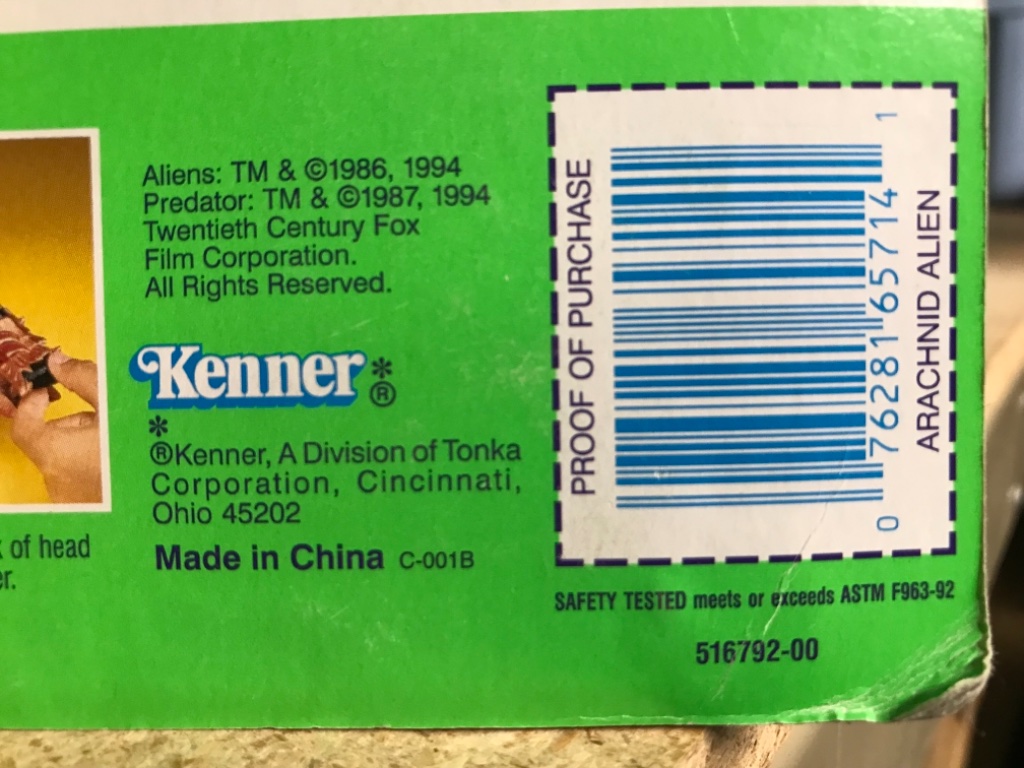 Aliens: TM & ©1986, 1994
Predator: TM & ©1987, 1994
Twentieth Century Fox
Film Corporation.
All Rights Reserved.
Kenner*®
*
®Kenner, A Division of Tonka
Corporation, Cincinnati,
Ohio 45202
Made in China C-001B
of head
er.
PROOF OF PURCHASE
0 76281 65714 1
ARACHNID ALIEN
SAFETY TESTED meets or exceeds ASTM F963-92
516792-00